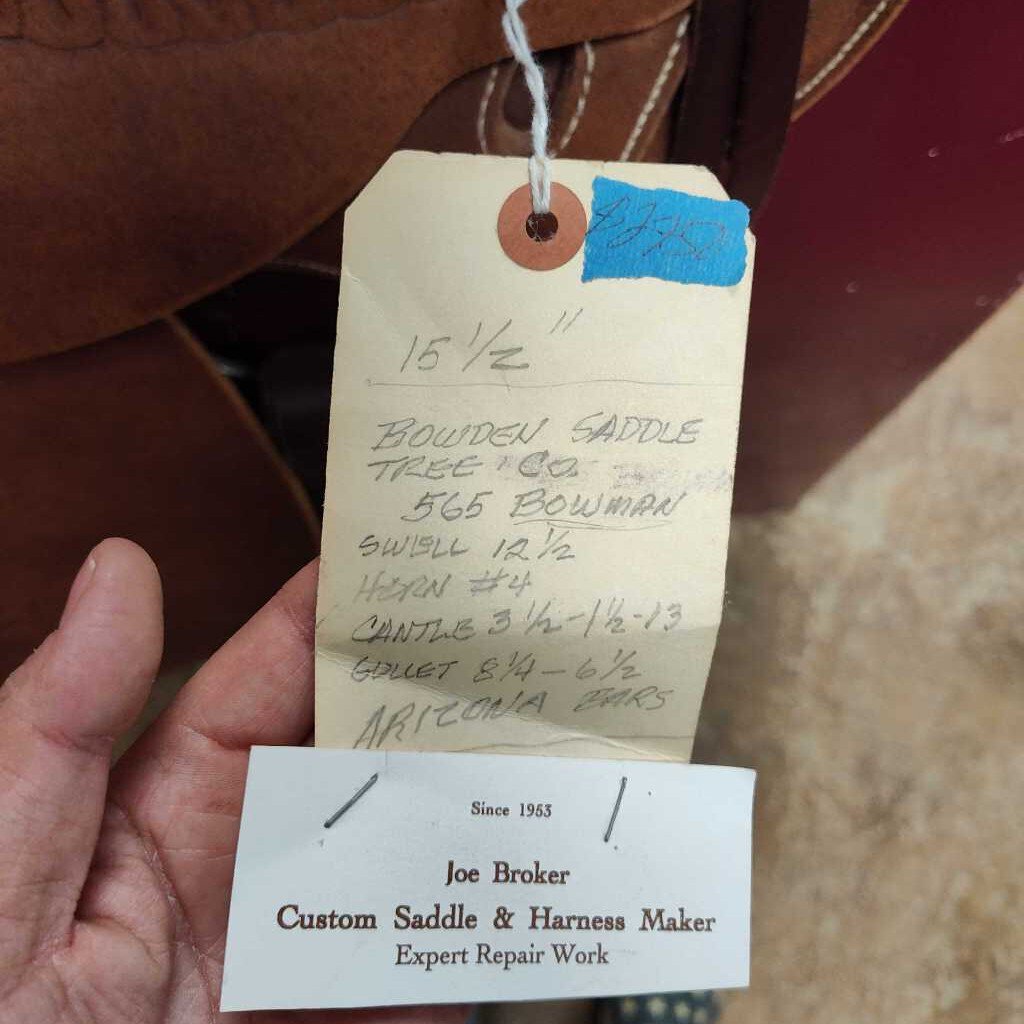 15 1/2 "
BOWDEN SADDLE
TREE CO.
565 BOWMAN
SWELL 12 1/2
HORN #4
CANTLE 3 1/2-1 1/2-13
GULLET 8 1/4 - 6 1/2
ARIZONA BARS
Since 1953
Joe Broker
Custom Saddle & Harness Maker
Expert Repair Work